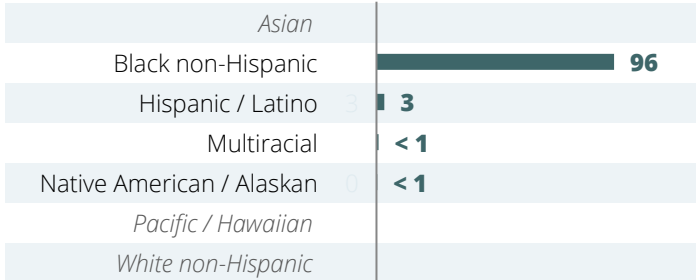 Asian
Black non-Hispanic 96
Hispanic / Latino 3 3
Multiracial < 1
Native American / Alaskan 0 < 1
Pacific / Hawaiian
White non-Hispanic